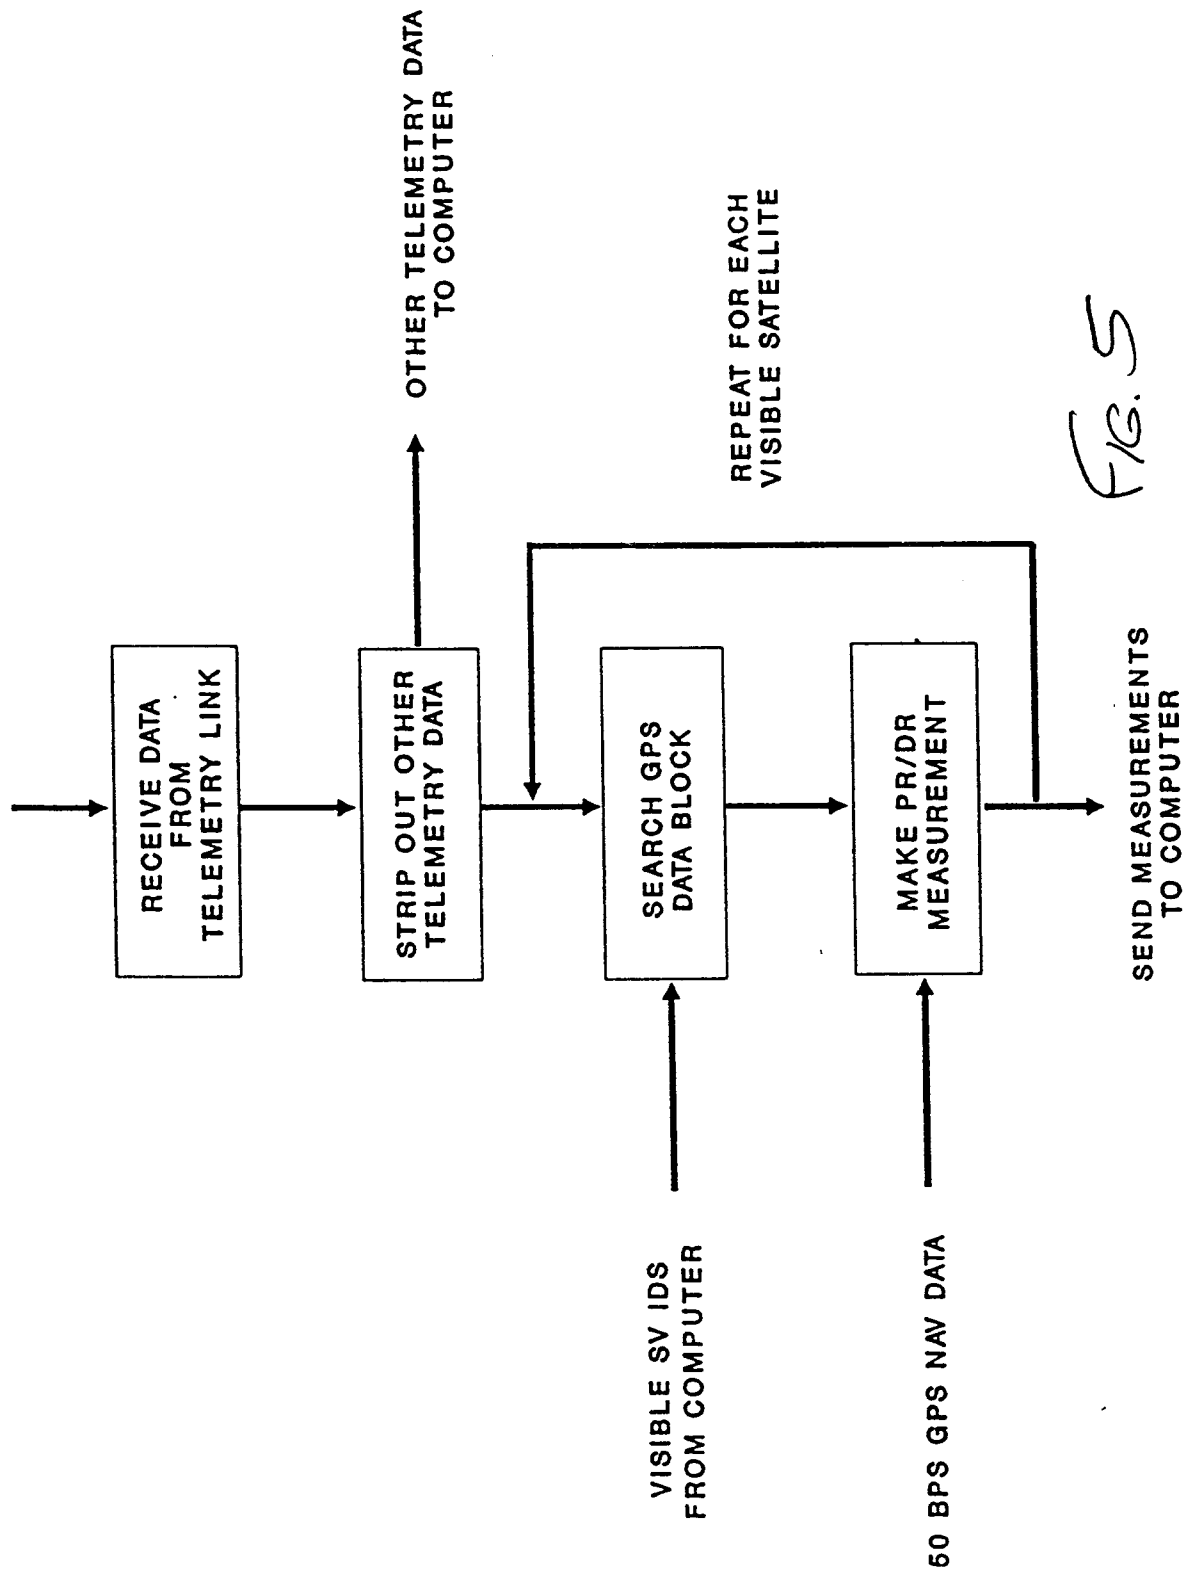 RECEIVE DATA
FROM
TELEMETRY LINK
STRIP OUT OTHER
TELEMETRY DATA
OTHER TELEMETRY DATA
TO COMPUTER
VISIBLE SV IDS
FROM COMPUTER
SEARCH GPS
DATA BLOCK
REPEAT FOR EACH
VISIBLE SATELLITE
50 BPS GPS NAV DATA
MAKE PR/DR
MEASUREMENT
SEND MEASUREMENTS
TO COMPUTER
FIG. 5